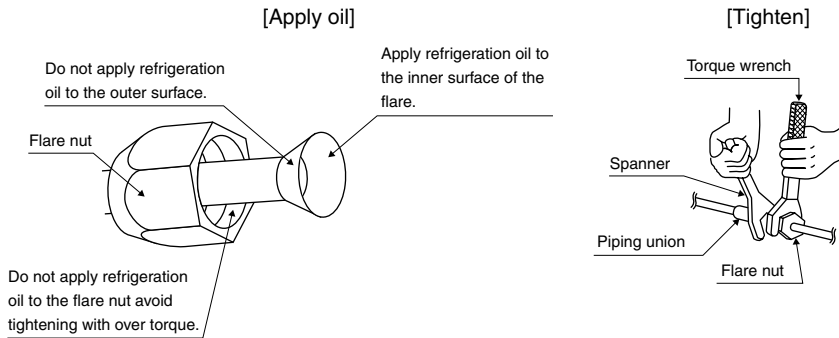 [Apply oil]
Do not apply refrigeration
oil to the outer surface.
Apply refrigeration oil to
the inner surface of the
flare.
Flare nut
Do not apply refrigeration
oil to the flare nut avoid
tightening with over torque.
[Tighten]
Torque wrench
Spanner
Piping union
Flare nut